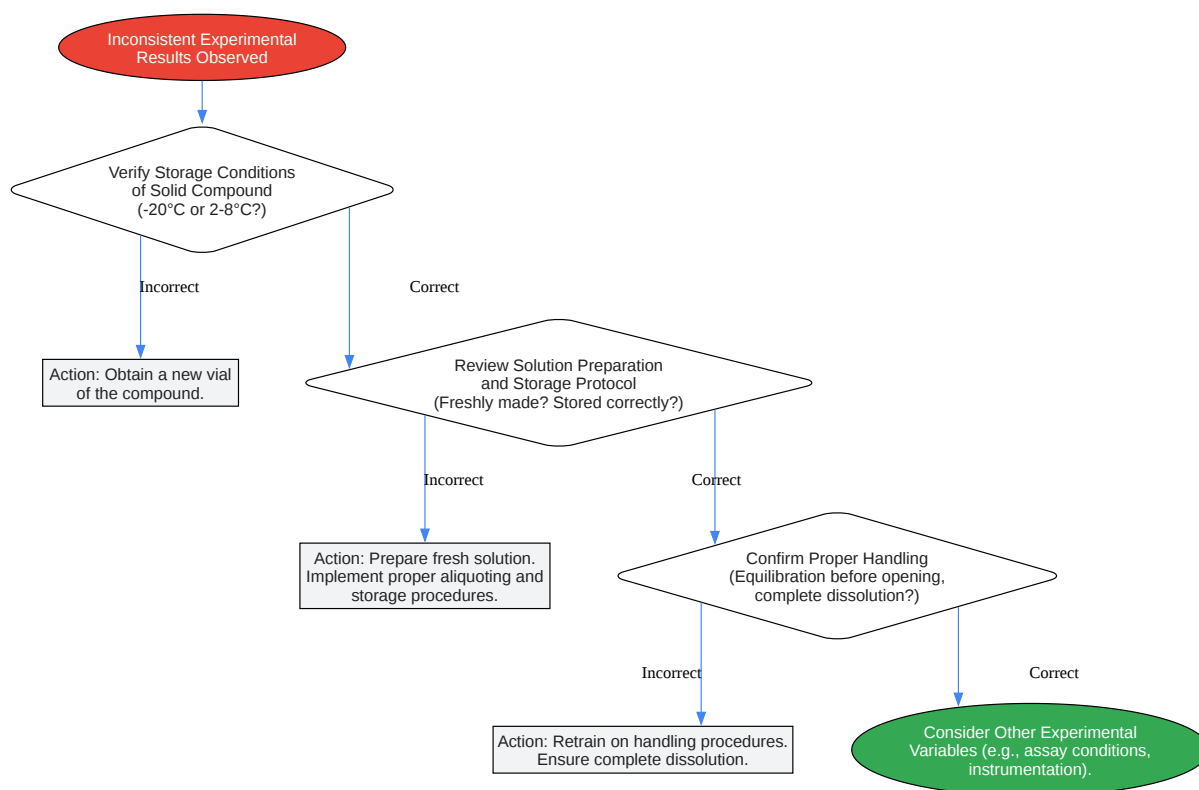 Inconsistent Experimental
Results Observed
Verify Storage Conditions
of Solid Compound
(-20°C or 2-8°C?)
Incorrect
Correct
Action: Obtain a new vial
of the compound.
Review Solution Preparation
and Storage Protocol
(Freshly made? Stored correctly?)
Incorrect
Correct
Action: Prepare fresh solution.
Implement proper aliquoting and
storage procedures.
Confirm Proper Handling
(Equilibration before opening,
complete dissolution?)
Incorrect
Correct
Action: Retrain on handling procedures.
Ensure complete dissolution.
Consider Other Experimental
Variables (e.g., assay conditions,
instrumentation).